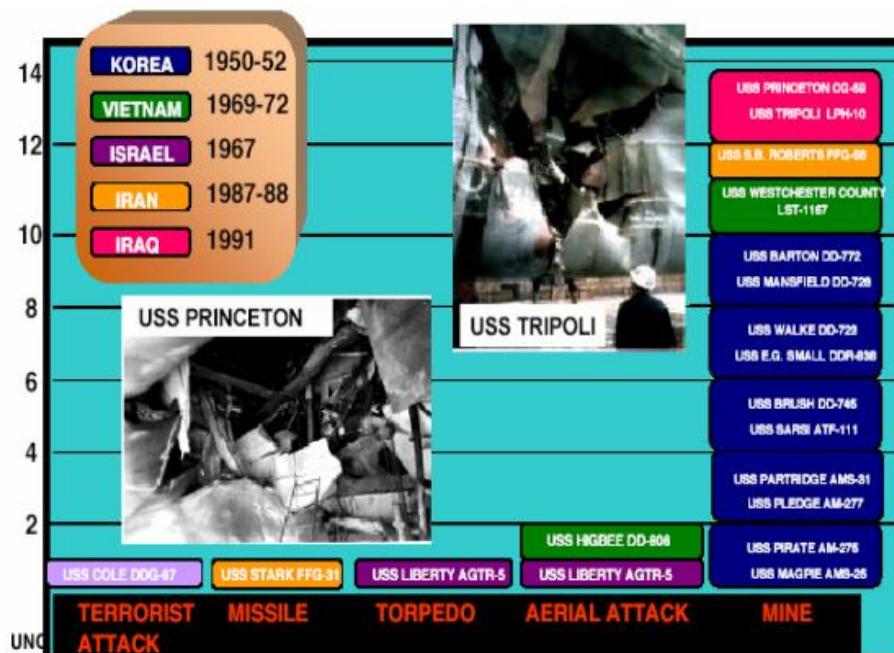 KOREA 1950-52
VIETNAM 1969-72
ISRAEL 1967
IRAN 1987-88
IRAQ 1991
14
12
10
8
6
4
2
USS PRINCETON
USS TRIPOLI
USS PRINCETON CG-59
USS TRIPOLI LPH-10
USS S.B. ROBERTS FFG-58
USS WESTCHESTER COUNTY
LST-1167
USS BARTON DD-772
USS MANSFIELD DD-728
USS WALKE DD-723
USS E.G. SMALL DDR-838
USS BRUSH DD-745
USS SARSI ATF-111
USS PARTRIDGE AMS-31
USS PLEDGE AM-277
USS PIRATE AM-275
USS MAGPIE AMS-25
USS HIGBEE DD-806
USS COLE DDG-67
USS STARK FFG-31
USS LIBERTY AGTR-5
USS LIBERTY AGTR-5
TERRORIST
ATTACK
MISSILE
TORPEDO
AERIAL ATTACK
MINE
UNC